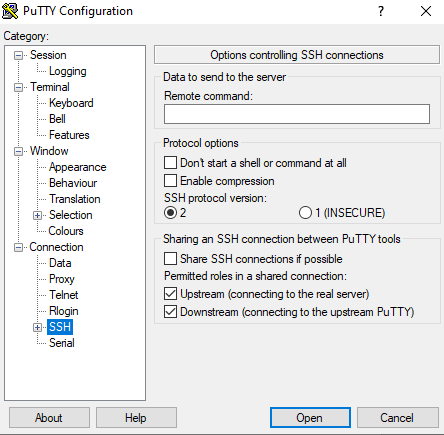 PuTTY Configuration
Category:
Session
Logging
Terminal
Keyboard
Bell
Features
Window
Appearance
Behaviour
Translation
Selection
Colours
Connection
Data
Proxy
Telnet
Rlogin
SSH
Serial
Options controlling SSH connections
Data to send to the server
Remote command:
Protocol options
Don't start a shell or command at all
Enable compression
SSH protocol version:
2 1 (INSECURE)
Sharing an SSH connection between PuTTY tools
Share SSH connections if possible
Permitted roles in a shared connection:
Upstream (connecting to the real server)
Downstream (connecting to the upstream PuTTY)
About Help Open Cancel